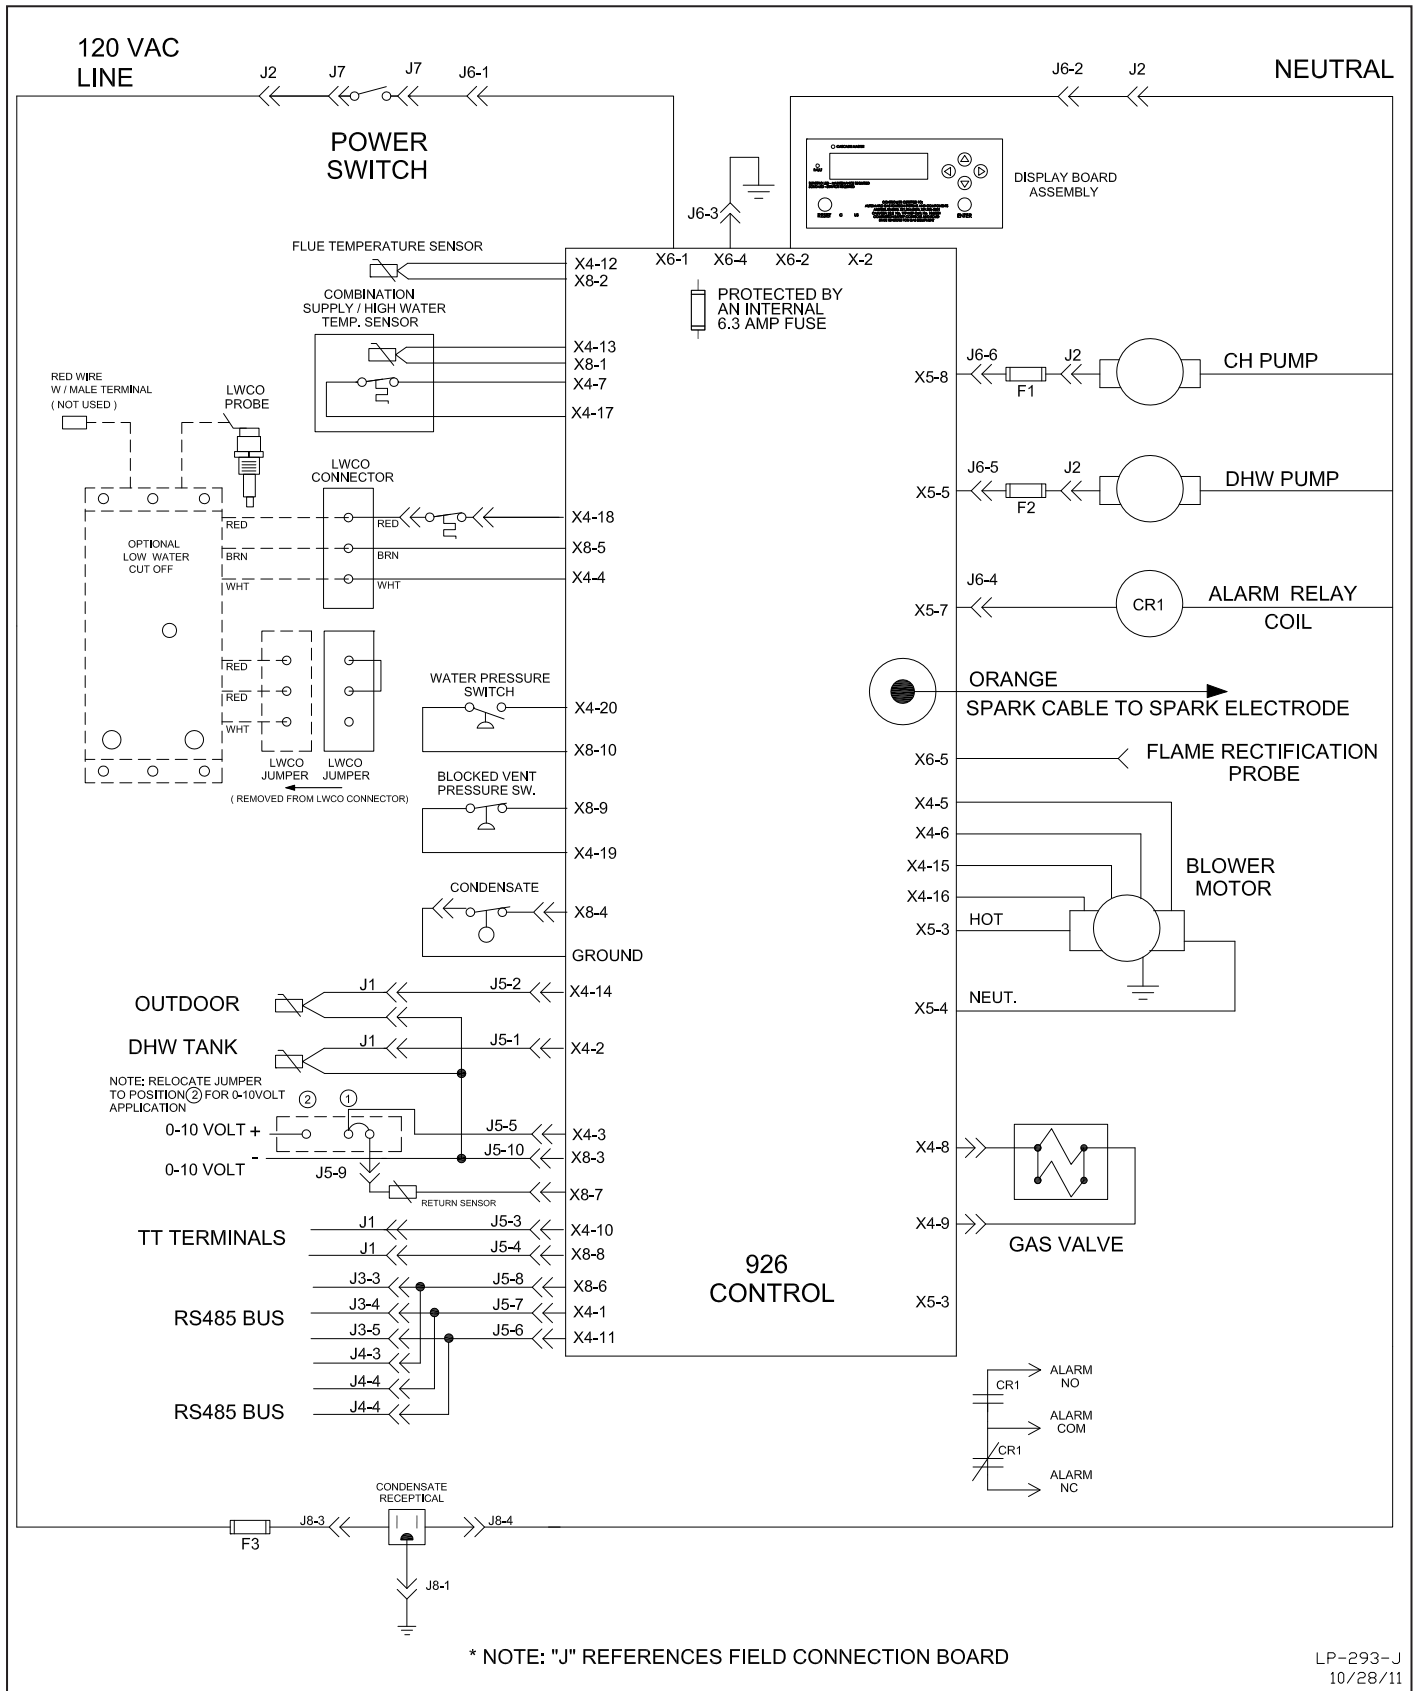 120 VAC
LINE
J2
J7
J7
J6-1
J6-2
J2
NEUTRAL
POWER
SWITCH
DISPLAY BOARD
ASSEMBLY
RESET
ENTER
J6-3
FLUE TEMPERATURE SENSOR
X4-12
X8-2
X6-1
X6-4
X6-2
X-2
COMBINATION
SUPPLY / HIGH WATER
TEMP. SENSOR
PROTECTED BY
AN INTERNAL
6.3 AMP FUSE
X4-13
X8-1
X4-7
X4-17
RED WIRE
W / MALE TERMINAL
( NOT USED )
LWCO
PROBE
X5-8
J6-6
F1
J2
CH PUMP
LWCO
CONNECTOR
X5-5
J6-5
F2
J2
DHW PUMP
OPTIONAL
LOW WATER
CUT OFF
RED
BRN
WHT
RED
BRN
WHT
X4-18
X8-5
X4-4
X5-7
J6-4
CR1
ALARM RELAY
COIL
RED
RED
WHT
LWCO
JUMPER
LWCO
JUMPER
( REMOVED FROM LWCO CONNECTOR)
WATER PRESSURE
SWITCH
X4-20
X8-10
ORANGE
SPARK CABLE TO SPARK ELECTRODE
BLOCKED VENT
PRESSURE SW.
X8-9
X4-19
X6-5
FLAME RECTIFICATION
PROBE
X4-5
X4-6
X4-15
X4-16
X5-3
HOT
BLOWER
MOTOR
CONDENSATE
X8-4
GROUND
X5-4
NEUT.
OUTDOOR
J1
J5-2
X4-14
DHW TANK
J1
J5-1
X4-2
NOTE: RELOCATE JUMPER
TO POSITION 2 FOR 0-10VOLT
APPLICATION
2
1
0-10 VOLT +
J5-5
X4-3
0-10 VOLT -
J5-10
X8-3
J5-9
RETURN SENSOR
X8-7
X4-8
X4-9
GAS VALVE
TT TERMINALS
J1
J5-3
X4-10
J1
J5-4
X8-8
926
CONTROL
RS485 BUS
J3-3
J5-8
X8-6
J3-4
J5-7
X4-1
J3-5
J5-6
X4-11
X5-3
RS485 BUS
J4-3
J4-4
J4-4
CR1
ALARM
NO
ALARM
COM
CR1
ALARM
NC
CONDENSATE
RECEPTICAL
F3
J8-3
J8-4
J8-1
* NOTE: "J" REFERENCES FIELD CONNECTION BOARD
LP-293-J
10/28/11